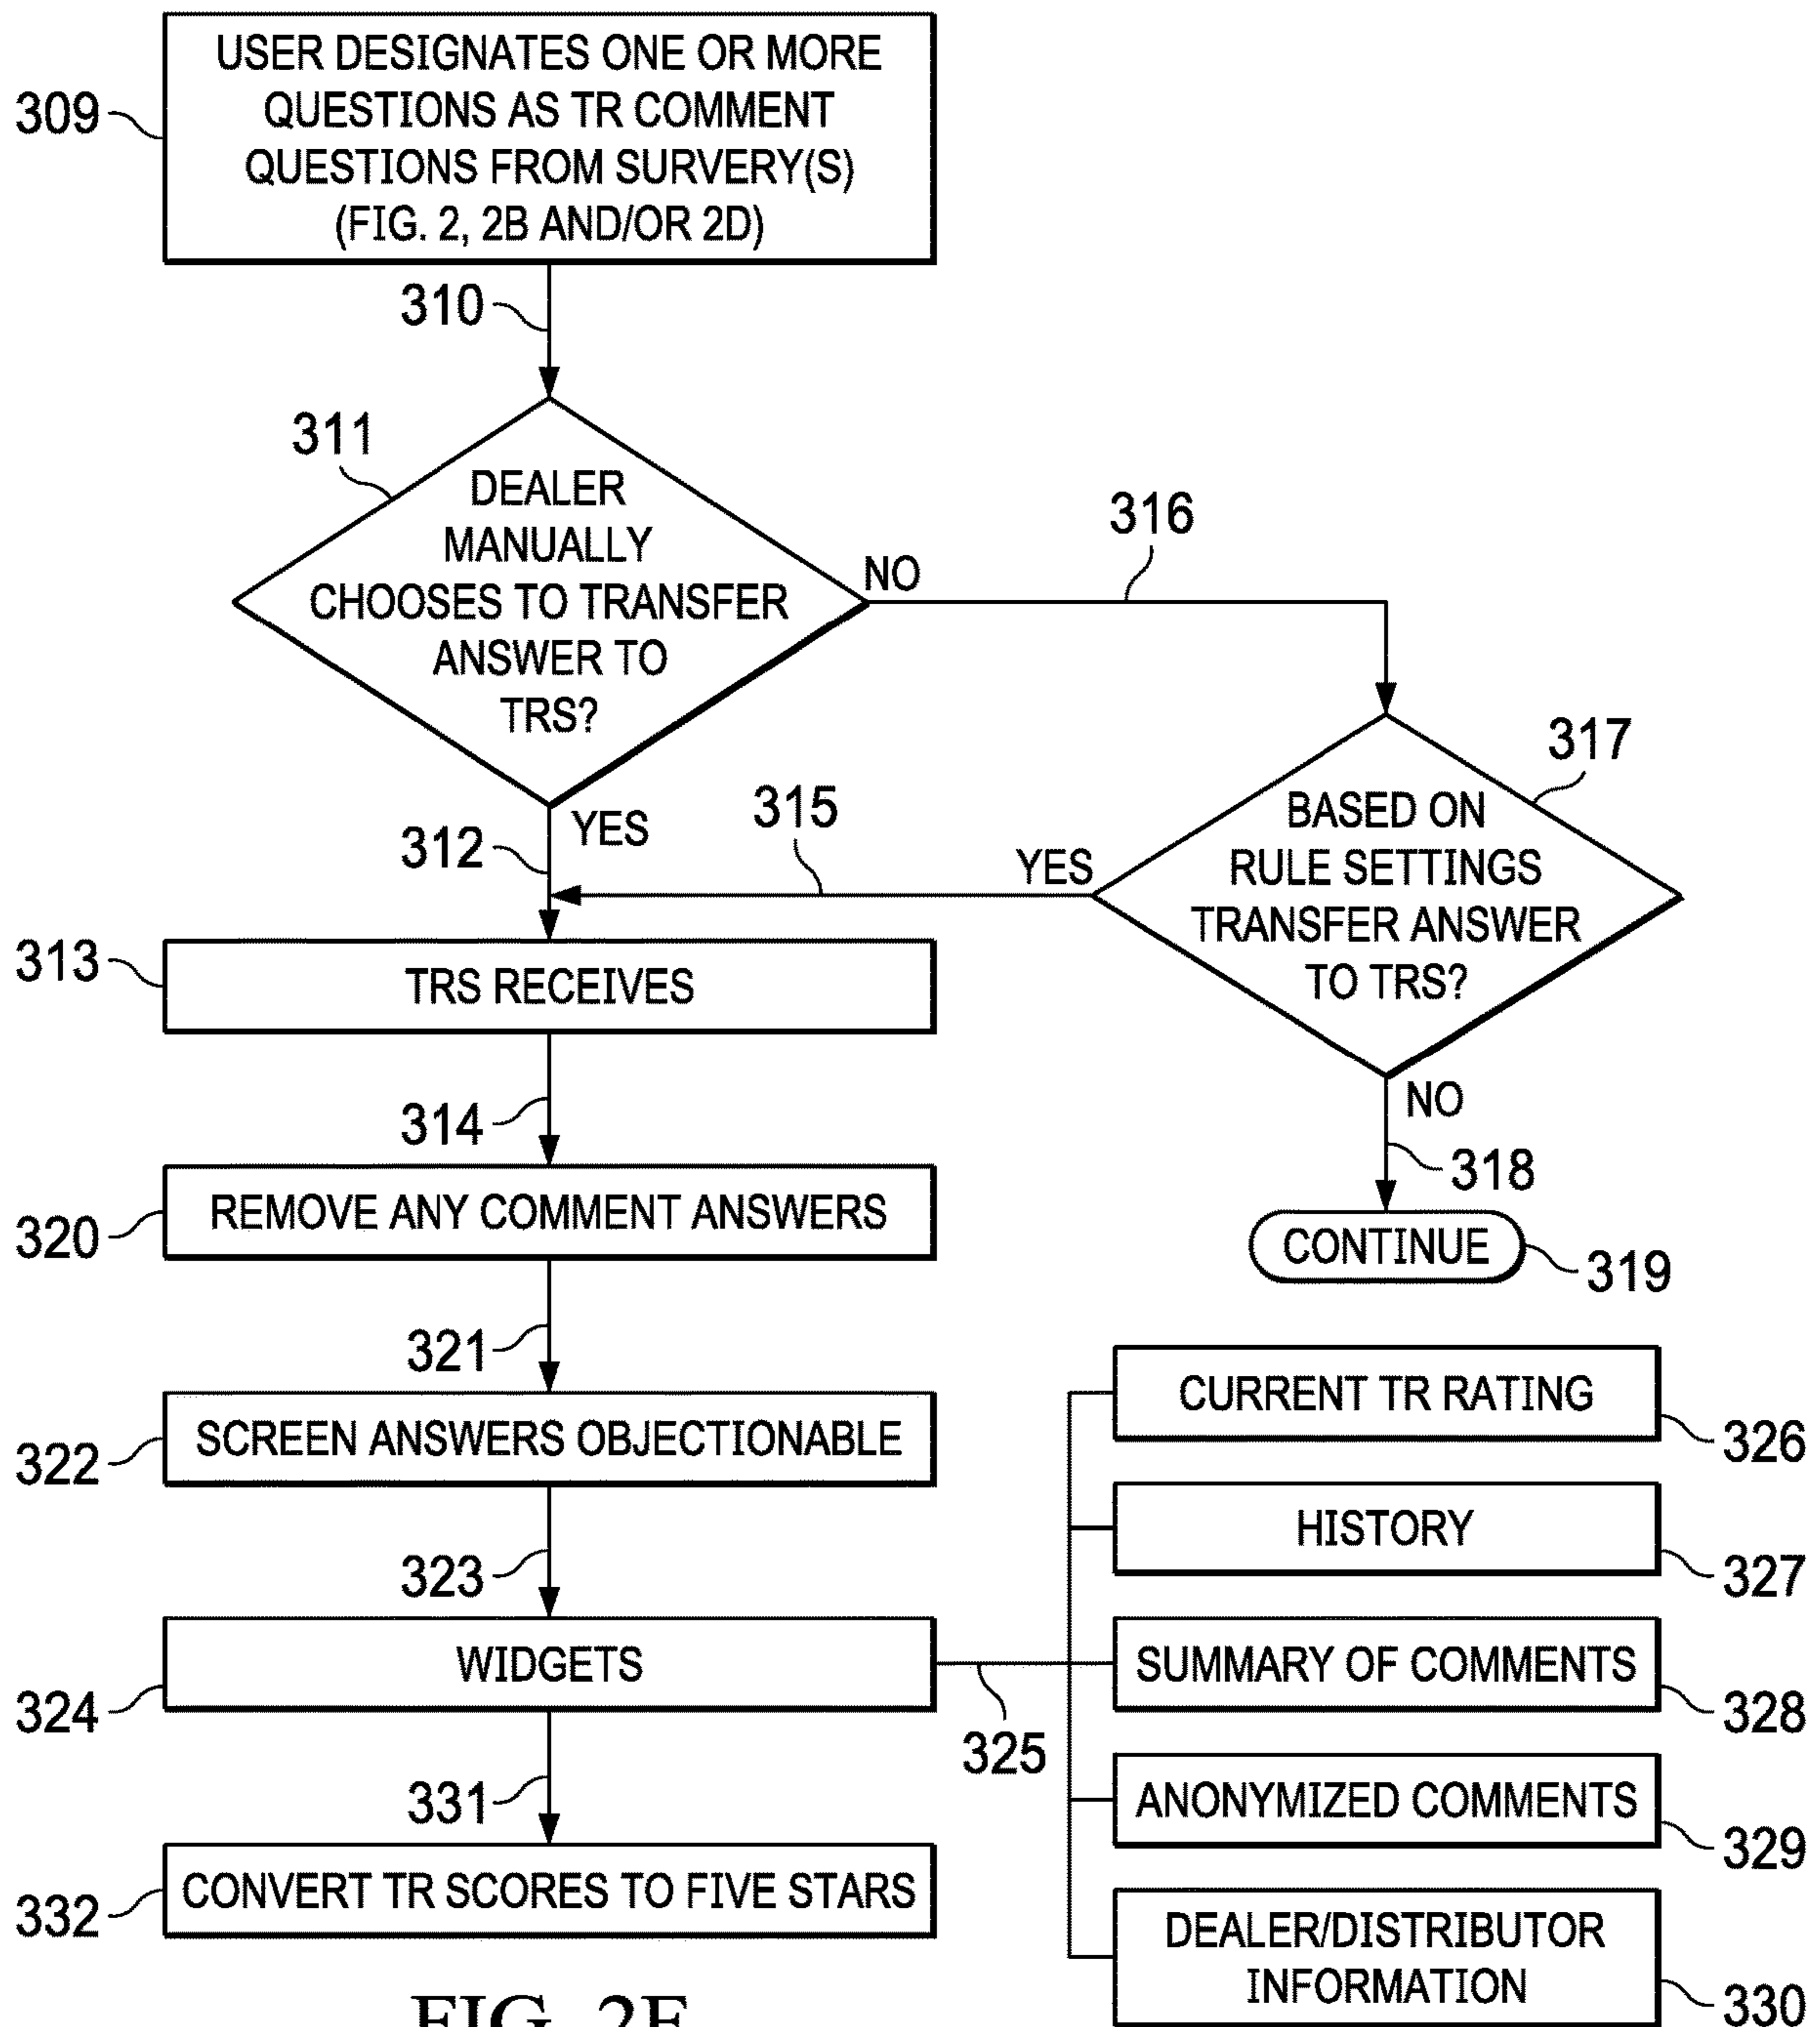 309
USER DESIGNATES ONE OR MORE
QUESTIONS AS TR COMMENT
QUESTIONS FROM SURVERY(S)
(FIG. 2, 2B AND/OR 2D)
310
311
DEALER
MANUALLY
CHOOSES TO TRANSFER
ANSWER TO
TRS?
NO
316
YES
312
315
317
BASED ON
RULE SETTINGS
TRANSFER ANSWER
TO TRS?
YES
NO
318
CONTINUE
319
313
TRS RECEIVES
314
320
REMOVE ANY COMMENT ANSWERS
321
322
SCREEN ANSWERS OBJECTIONABLE
323
324
WIDGETS
325
CURRENT TR RATING
326
HISTORY
327
SUMMARY OF COMMENTS
328
ANONYMIZED COMMENTS
329
DEALER/DISTRIBUTOR
INFORMATION
330
331
332
CONVERT TR SCORES TO FIVE STARS
FIG.